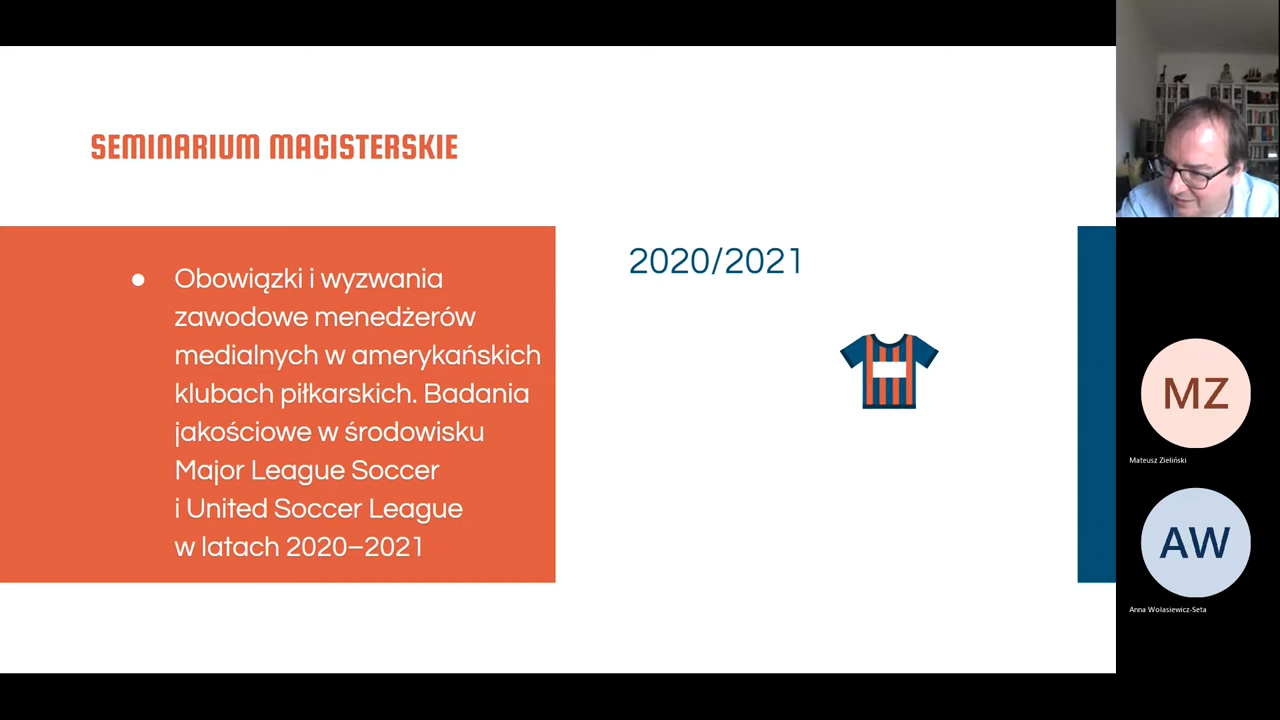 SEMINARIUM MAGISTERSKIE
Obowiązki i wyzwania
zawodowe menedżerów
medialnych w amerykańskich
klubach piłkarskich. Badania
jakościowe w środowisku
Major League Soccer
i United Soccer League
w latach 2020–2021
2020/2021
MZ
Mateusz Zieliński
AW
Anna Wołasiewicz-Seta